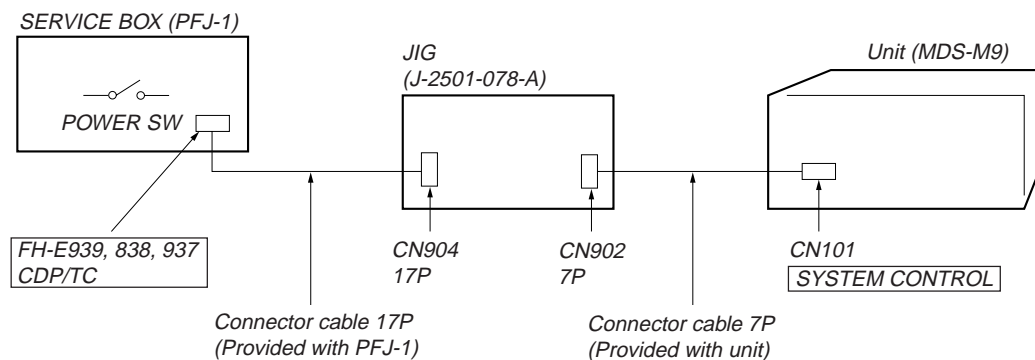 SERVICE BOX (PFJ-1)
POWER SW
FH-E939, 838, 937
CDP/TC
JIG
(J-2501-078-A)
CN904
17P
CN902
7P
Unit (MDS-M9)
CN101
SYSTEM CONTROL
Connector cable 17P
(Provided with PFJ-1)
Connector cable 7P
(Provided with unit)